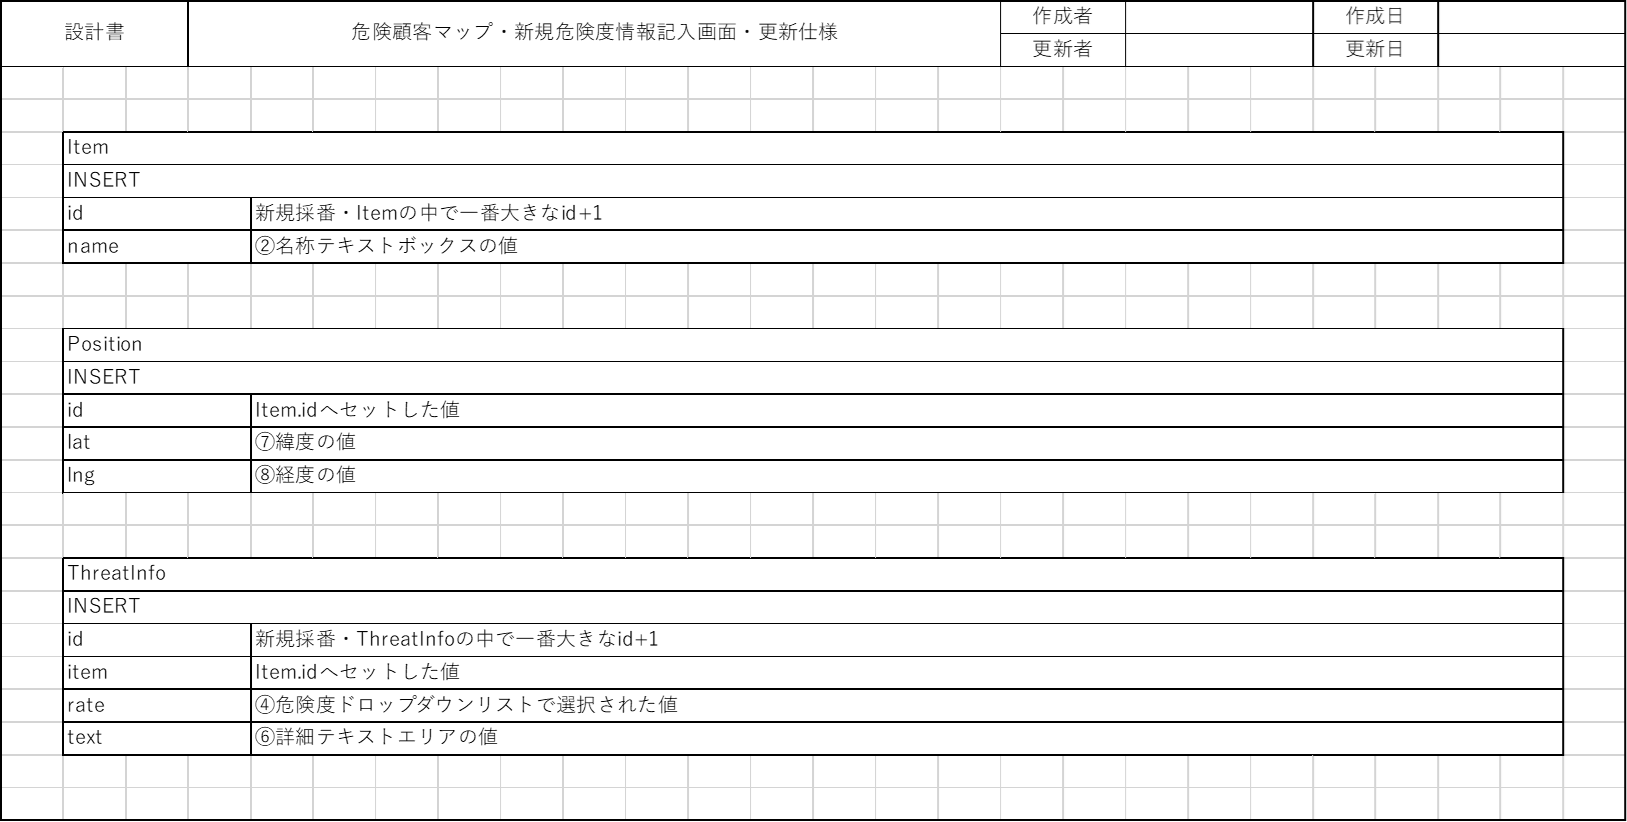 設計書
危険顧客マップ・新規危険度情報記入画面・更新仕様
作成者
作成日
更新者
更新日
Item
INSERT
id 新規採番・Itemの中で一番大きなid+1
name ②名称テキストボックスの値
Position
INSERT
id Item.idへセットした値
lat ⑦緯度の値
lng ⑧経度の値
ThreatInfo
INSERT
id 新規採番・ThreatInfoの中で一番大きなid+1
item Item.idへセットした値
rate ④危険度ドロップダウンリストで選択された値
text ⑥詳細テキストエリアの値